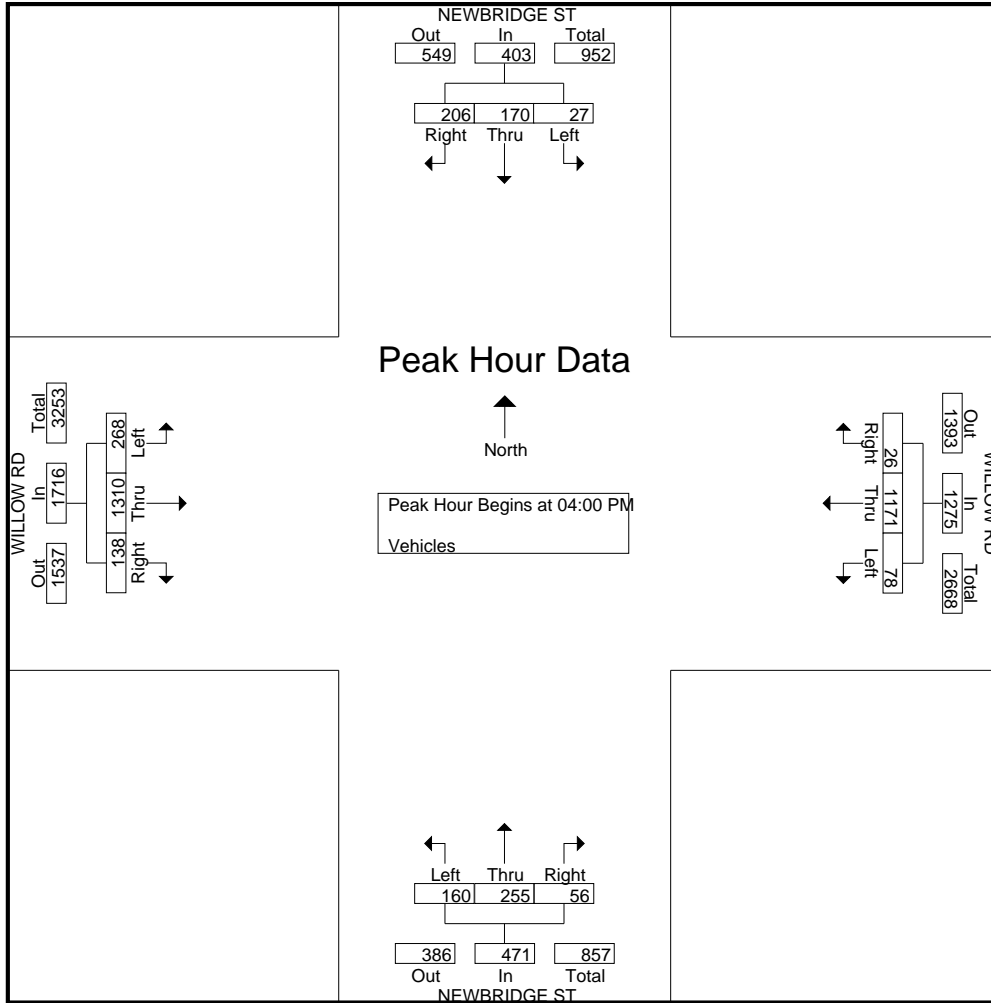 NEWBRIDGE ST
Out In Total
549 403 952
206 170 27
Right Thru Left
Peak Hour Data
North
Peak Hour Begins at 04:00 PM
Vehicles
WILLOW RD
Total In Out
3253 1716 1537
268 1310 138
Left Thru Right
WILLOW RD
Out In Total
1393 1275 2668
26 1171 78
Right Thru Left
Left Thru Right
160 255 56
386 471 857
Out In Total
NEWBRIDGE ST